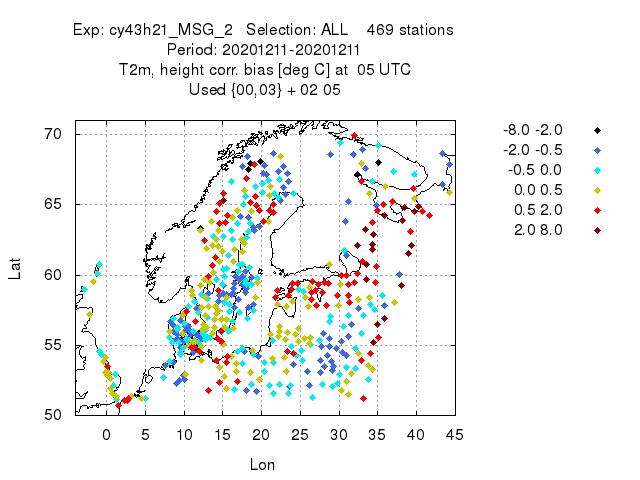 Exp: cy43h21_MSG_2 Selection: ALL 469 stations
Period: 20201211-20201211
T2m, height corr. bias [deg C] at 05 UTC
Used {00,03} + 02 05
-8.0 -2.0
-2.0 -0.5
-0.5 0.0
0.0 0.5
0.5 2.0
2.0 8.0
70
65
60
55
50
Lat
0 5 10 15 20 25 30 35 40 45
Lon